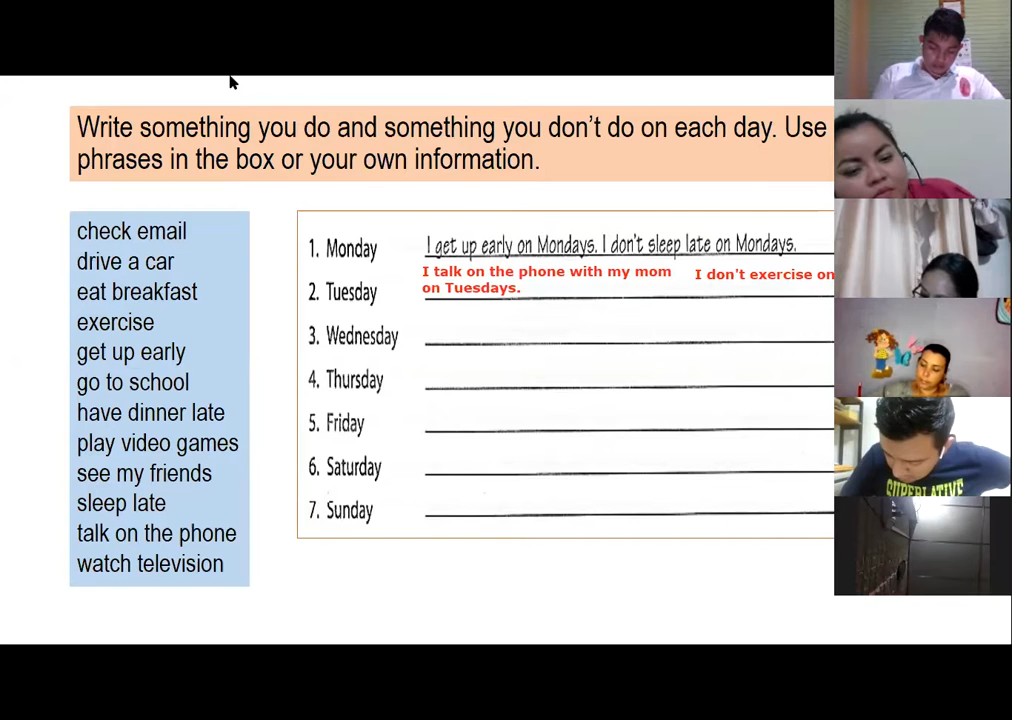 Write something you do and something you don't do on each day. Use
phrases in the box or your own information.
check email
drive a car
eat breakfast
exercise
get up early
go to school
have dinner late
play video games
see my friends
sleep late
talk on the phone
watch television
1. Monday I get up early on Mondays. I don't sleep late on Mondays.
I talk on the phone with my mom
on Tuesdays.
I don't exercise on
2. Tuesday
3. Wednesday
4. Thursday
5. Friday
6. Saturday
7. Sunday
SUPERLATIVE